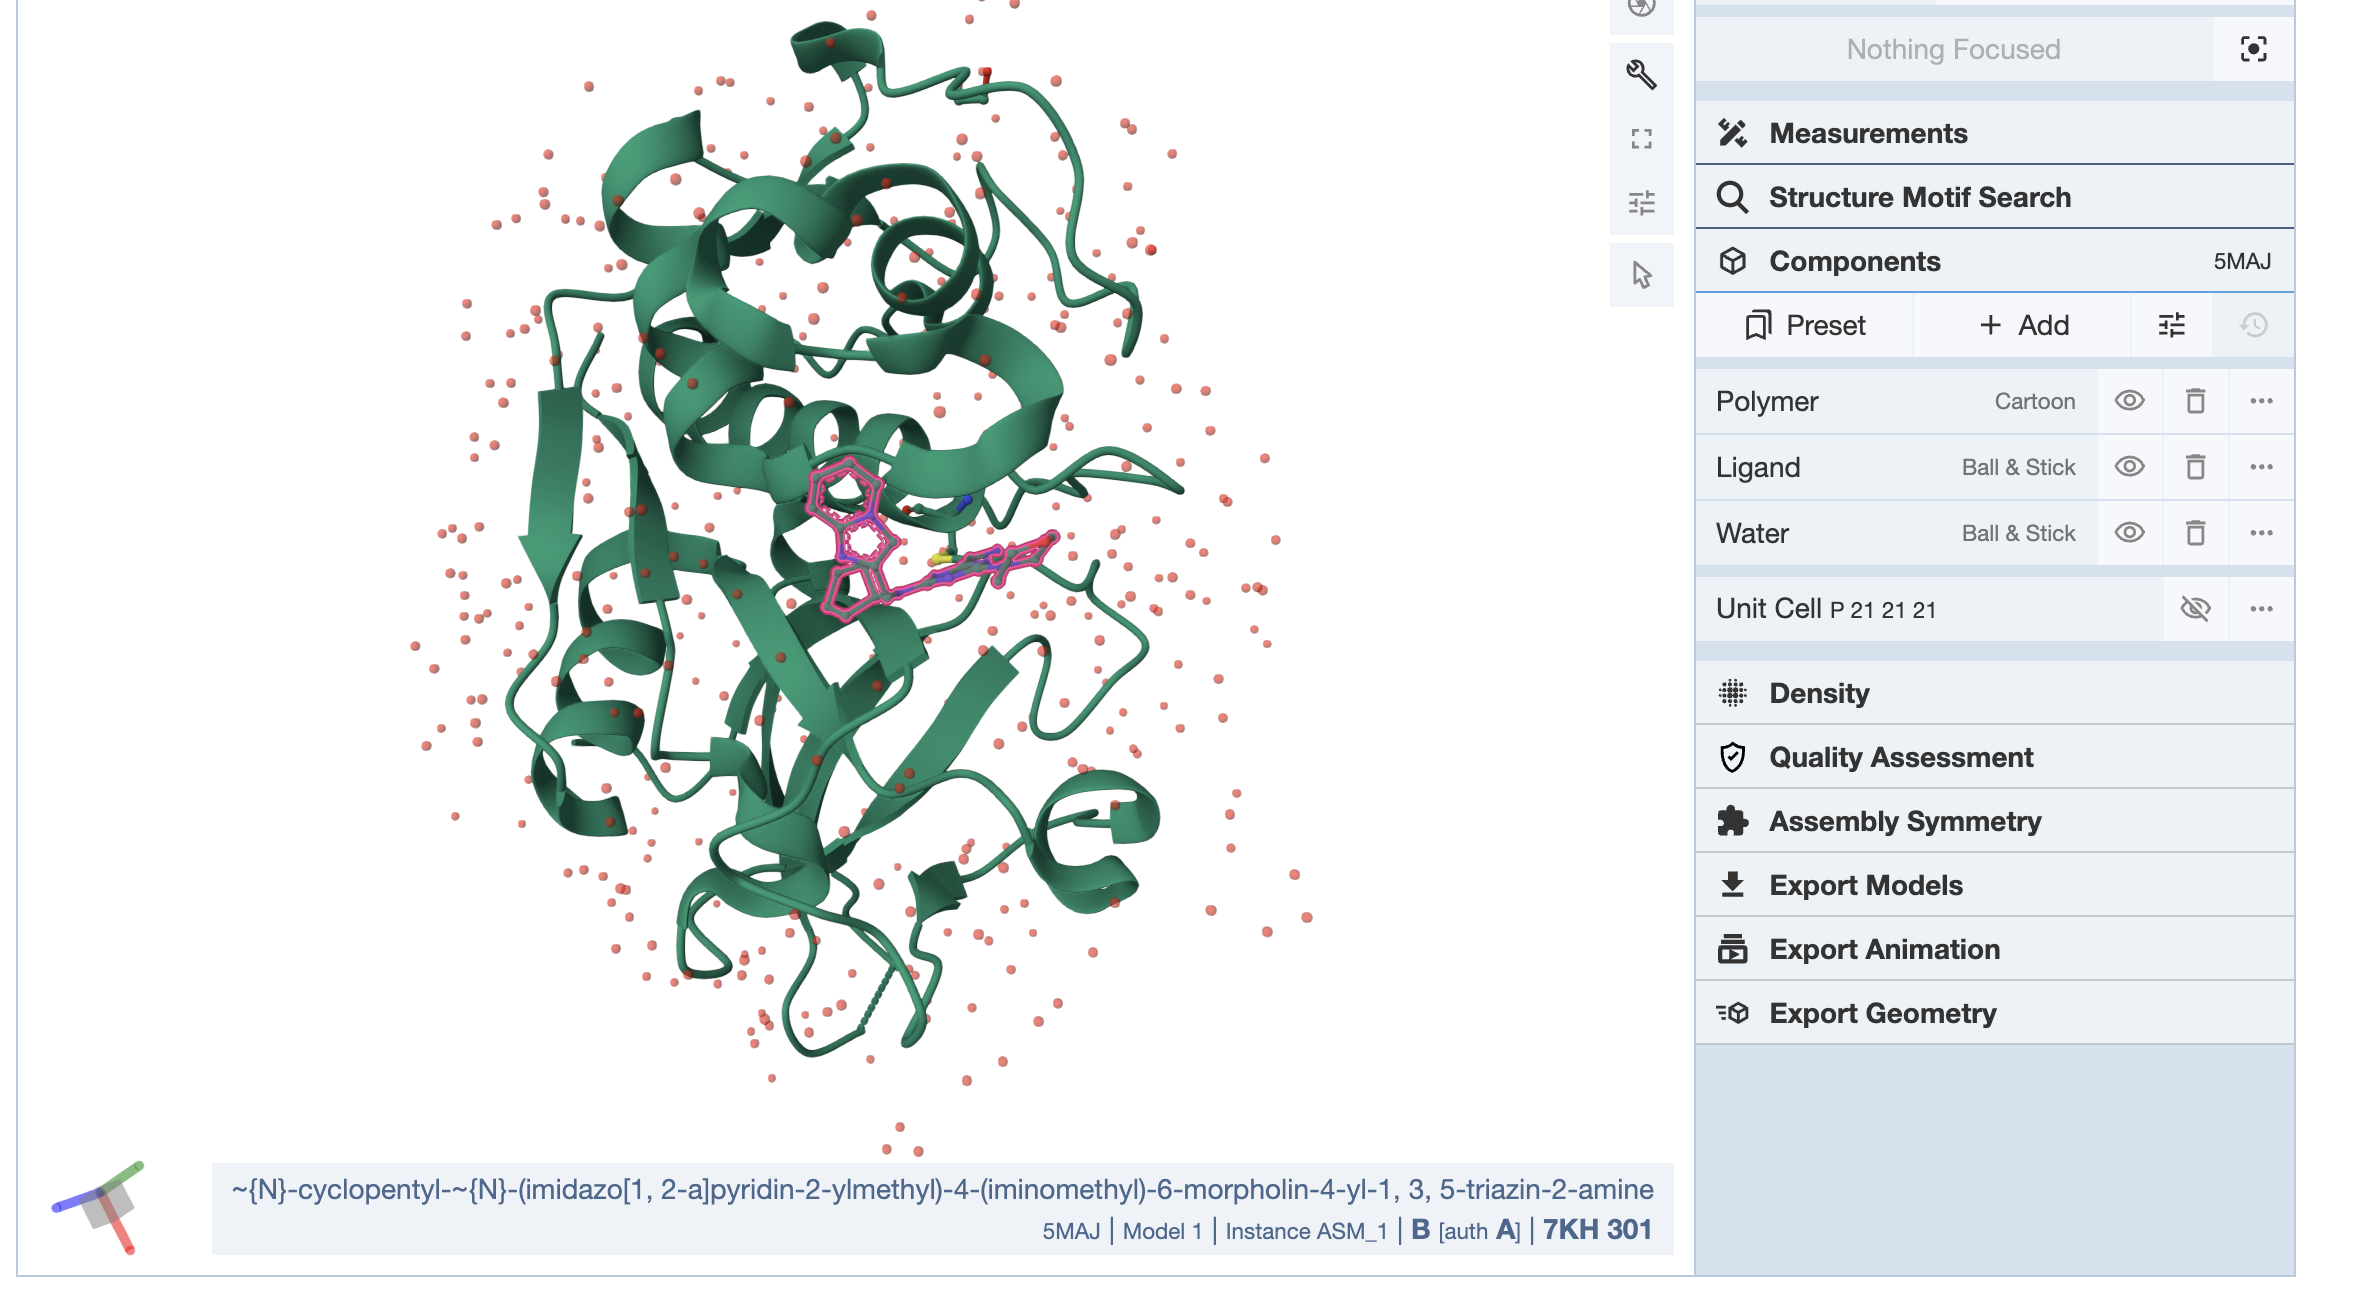 Nothing Focused
Measurements
Structure Motif Search
Components 5MAJ
Preset + Add
Polymer Cartoon
Ligand Ball & Stick
Water Ball & Stick
Unit Cell P 21 21 21
Density
Quality Assessment
Assembly Symmetry
Export Models
Export Animation
Export Geometry
~{N}-cyclopentyl-~{N}-(imidazo[1, 2-a]pyridin-2-ylmethyl)-4-(iminomethyl)-6-morpholin-4-yl-1, 3, 5-triazin-2-amine
5MAJ | Model 1 | Instance ASM_1 | B [auth A] | 7KH 301